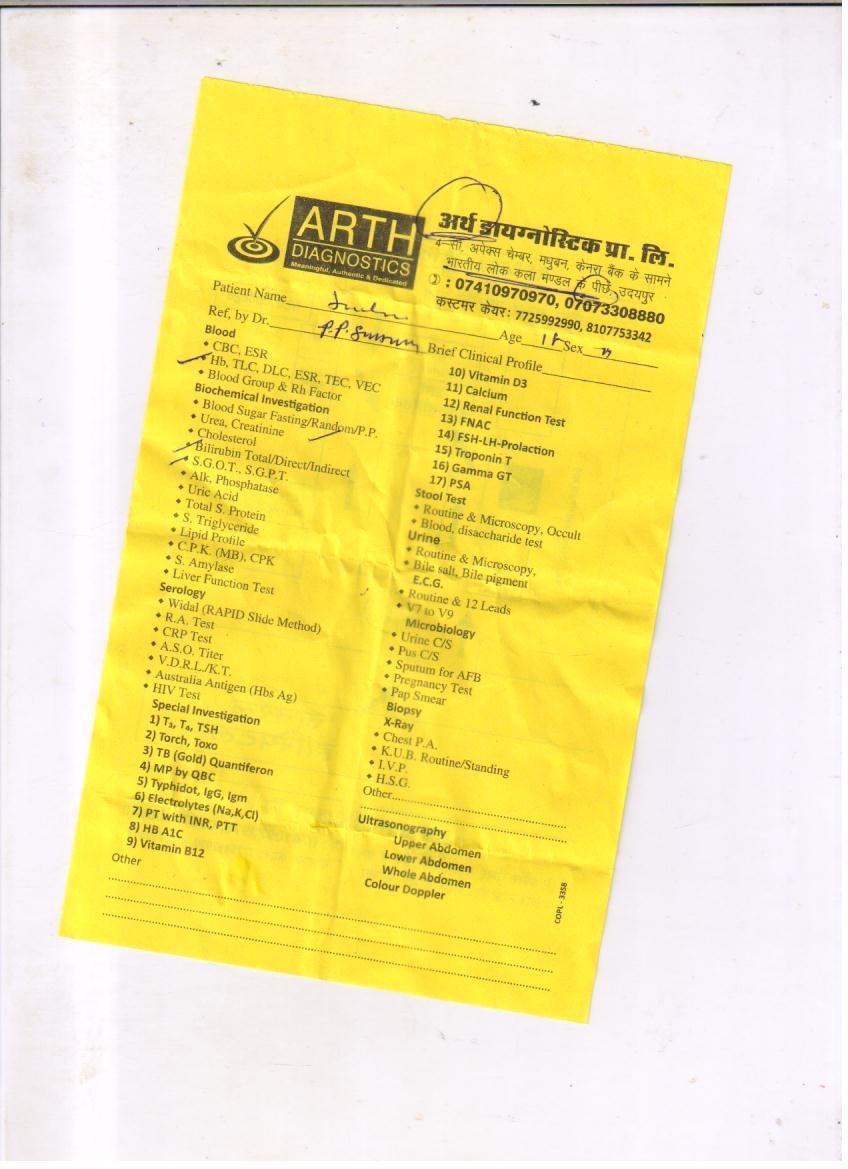 ARTH
DIAGNOSTICS
Meaningful, Authentic & Dedicated
अर्थ डायग्नोस्टिक प्रा. लि.
4-सी, अपेक्स चेम्बर, मधुबन, केनरा बैंक के सामने
भारतीय लोक कला मण्डल के पीछे, उदयपुर
: 07410970970, 07073308880
कस्टमर केयर: 7725992990, 8107753342
Patient Name
Age 18 Sex M
Ref, by Dr. P.P.
Brief Clinical Profile
Blood
• CBC, ESR
• Hb, TLC, DLC, ESR, TEC, VEC
• Blood Group & Rh Factor
Biochemical Investigation
• Blood Sugar Fasting/Random/P.P.
• Urea, Creatinine
• Cholesterol
• Bilirubin Total/Direct/Indirect
• S.G.O.T., S.G.P.T.
• Alk, Phosphatase
• Uric Acid
• Total S. Protein
• S. Triglyceride
• Lipid Profile
• C.P.K. (MB), CPK
• S. Amylase
• Liver Function Test
Serology
• Widal (RAPID Slide Method)
• R.A. Test
• CRP Test
• A.S.O. Titer
• V.D.R.L./K.T.
• Australia Antigen (Hbs Ag)
• HIV Test
Special Investigation
1) T₃, T₄, TSH
2) Torch, Toxo
3) TB (Gold) Quantiferon
4) MP by QBC
5) Typhidot, IgG, Igm
6) Electrolytes (Na,K,Cl)
7) PT with INR, PTT
8) HB A1C
9) Vitamin B12
Other
10) Vitamin D3
11) Calcium
12) Renal Function Test
13) FNAC
14) FSH-LH-Prolaction
15) Troponin T
16) Gamma GT
17) PSA
Stool Test
• Routine & Microscopy, Occult
• Blood, disaccharide test
Urine
• Routine & Microscopy,
• Bile salt, Bile pigment
E.C.G.
• Routine & 12 Leads
• V7 to V9
Microbiology
• Urine C/S
• Pus C/S
• Sputum for AFB
• Pregnancy Test
• Pap Smear
Biopsy
X-Ray
• Chest P.A.
• K.U.B. Routine/Standing
• I.V.P.
• H.S.G.
Other
Ultrasonography
Upper Abdomen
Lower Abdomen
Whole Abdomen
Colour Doppler
COPL - 3358